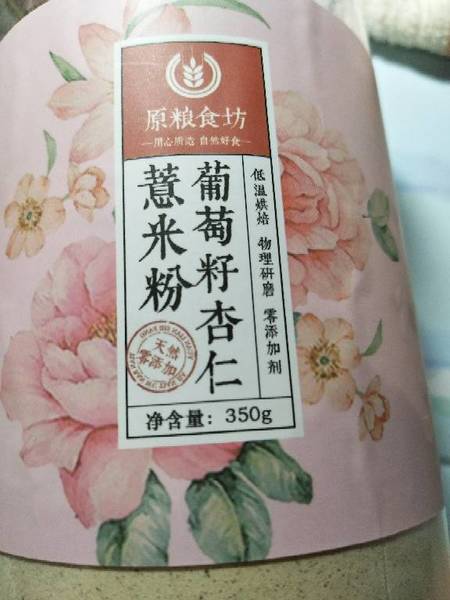 原粮食坊
—用心质造 自然好食—
葡萄籽杏仁
薏米粉
低温烘焙 物理研磨 零添加剂
天然
零添加
净含量：350g